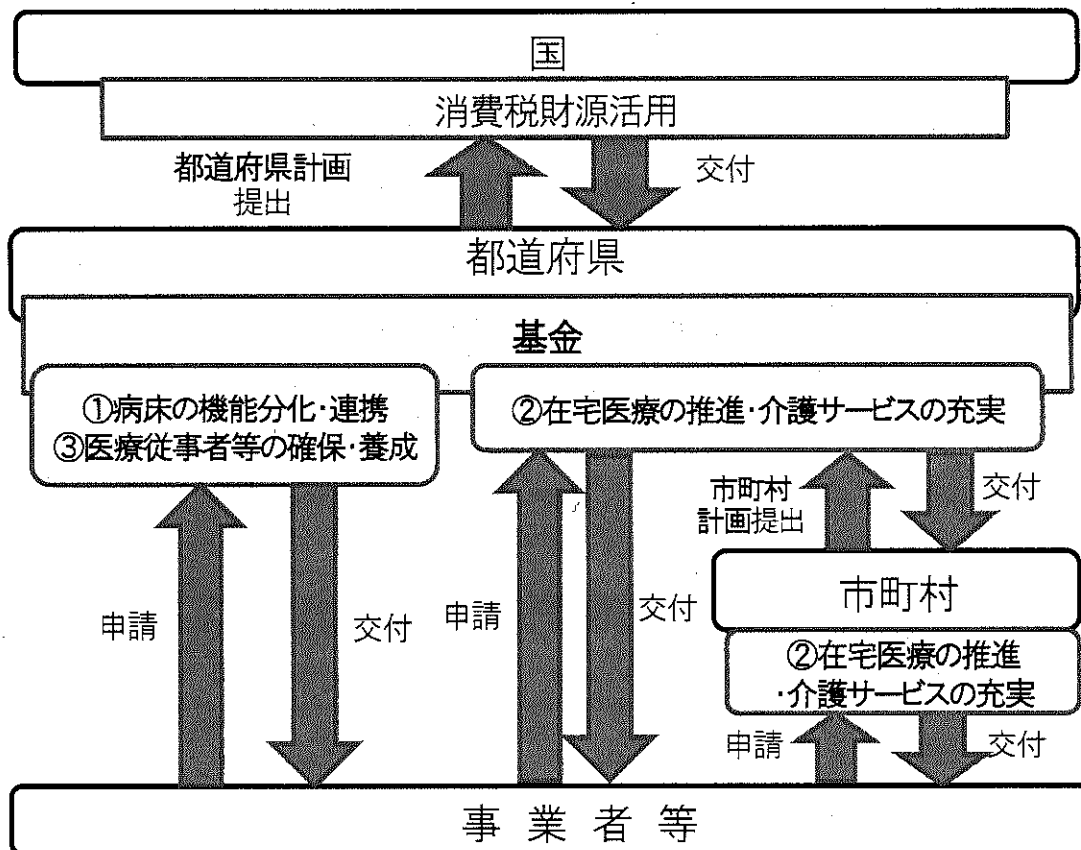 国
消費税財源活用
都道府県計画
提出
交付
都道府県
基金
①病床の機能分化・連携
③医療従事者等の確保・養成
②在宅医療の推進・介護サービスの充実
市町村
計画提出
交付
市町村
②在宅医療の推進
・介護サービスの充実
申請
交付
申請
交付
申請
交付
事業者等